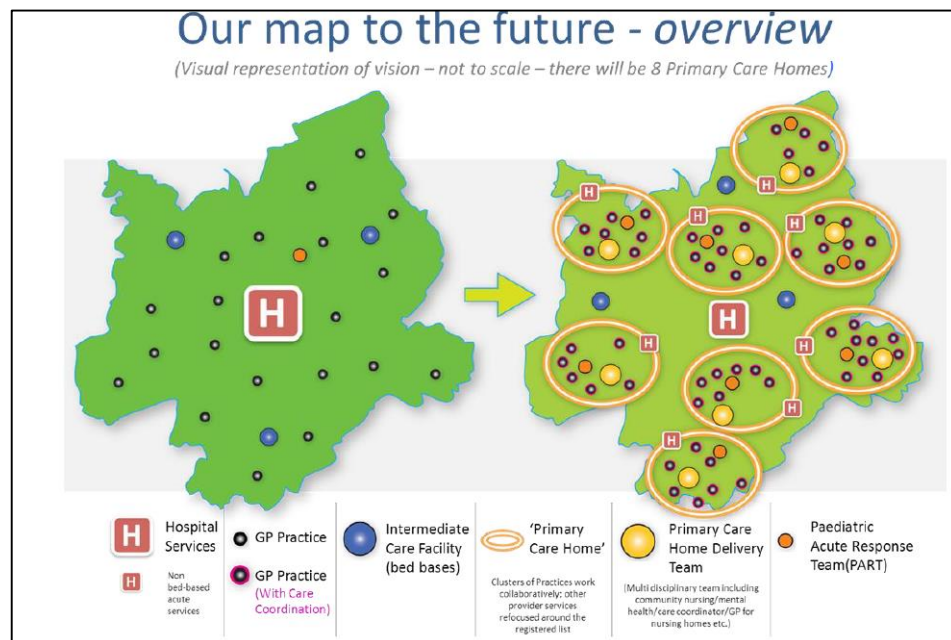 Our map to the future - overview
(Visual representation of vision – not to scale – there will be 8 Primary Care Homes)
H
H
H
H
H
H
H
H
H
H
H
Hospital
Services
H
Non
bed-based
acute
services
GP Practice
GP Practice
(With Care
Coordination)
Intermediate
Care Facility
(bed bases)
'Primary
Care Home'
Clusters of Practices work
collaboratively; other
provider services
refocused around the
registered list
Primary Care
Home Delivery
Team
(Multi disciplinary team including
community nursing/mental
health/care coordinator/GP for
nursing homes etc.)
Paediatric
Acute Response
Team(PART)